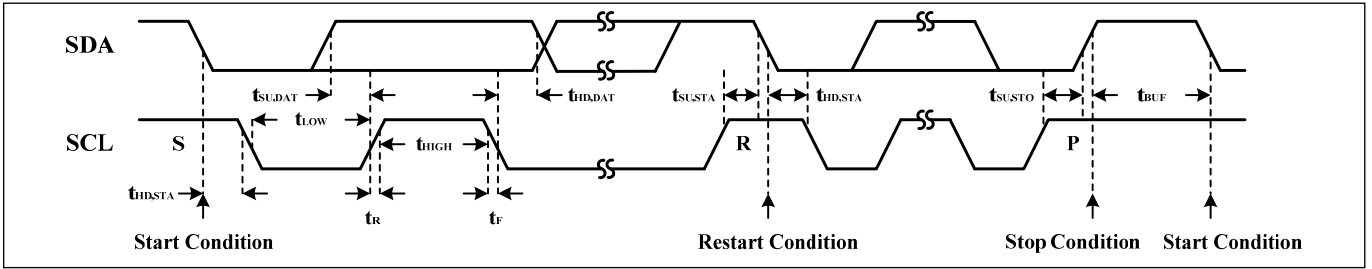 SDA
tSU,DAT
tHD,DAT
tSU,STA
tHD,STA
tSU,STO
tBUF
tLOW
SCL
S
tHIGH
R
P
tHD,STA
tR
tF
Start Condition
Restart Condition
Stop Condition
Start Condition